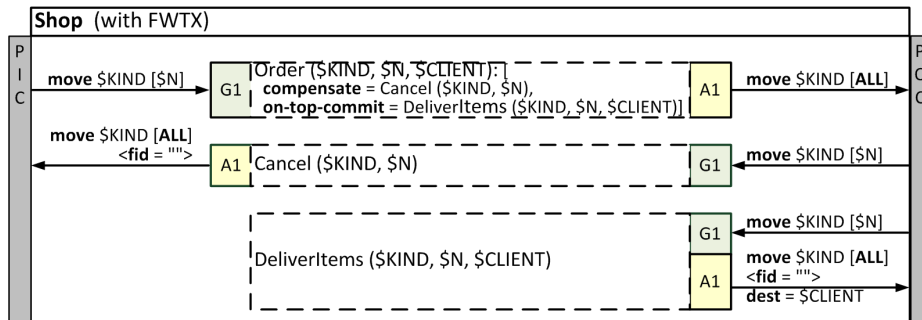 Shop (with FWTX)
P
I
C
move $KIND [$N]
G1
Order ($KIND, $N, $CLIENT): [
compensate = Cancel ($KIND, $N),
on-top-commit = DeliverItems ($KIND, $N, $CLIENT)]
A1
move $KIND [ALL]
P
O
C
move $KIND [ALL]
<fid = "">
A1
Cancel ($KIND, $N)
G1
move $KIND [$N]
DeliverItems ($KIND, $N, $CLIENT)
G1
move $KIND [$N]
A1
move $KIND [ALL]
<fid = "">
dest = $CLIENT